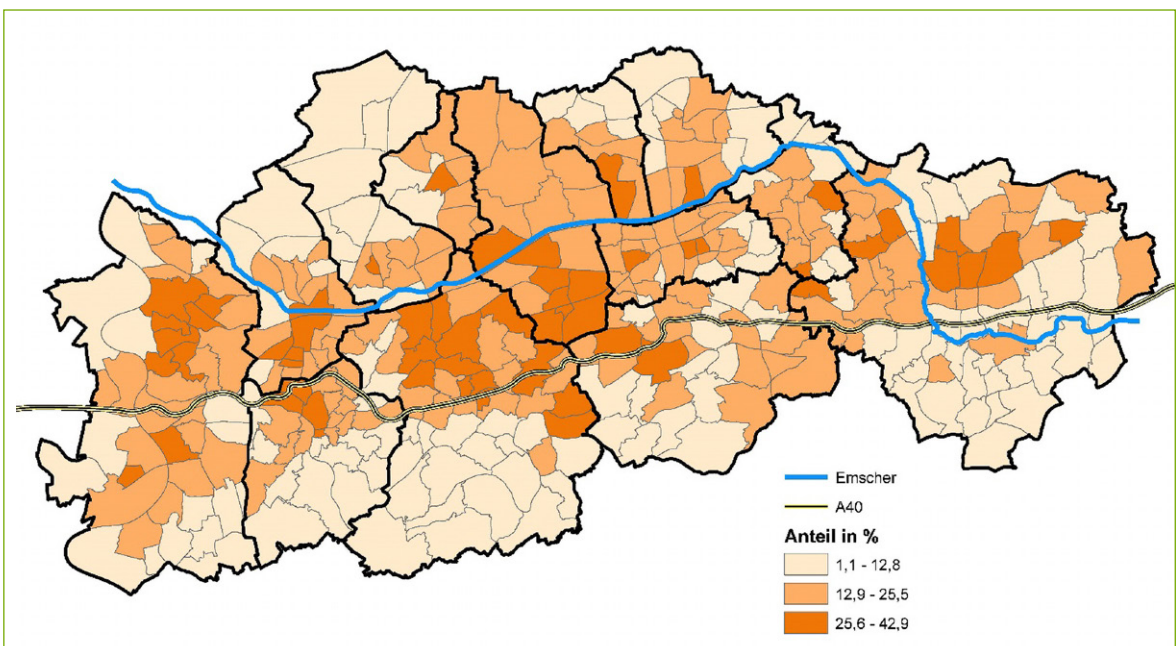 Emscher
A40
Anteil in %
1,1 - 12,8
12,9 - 25,5
25,6 - 42,9